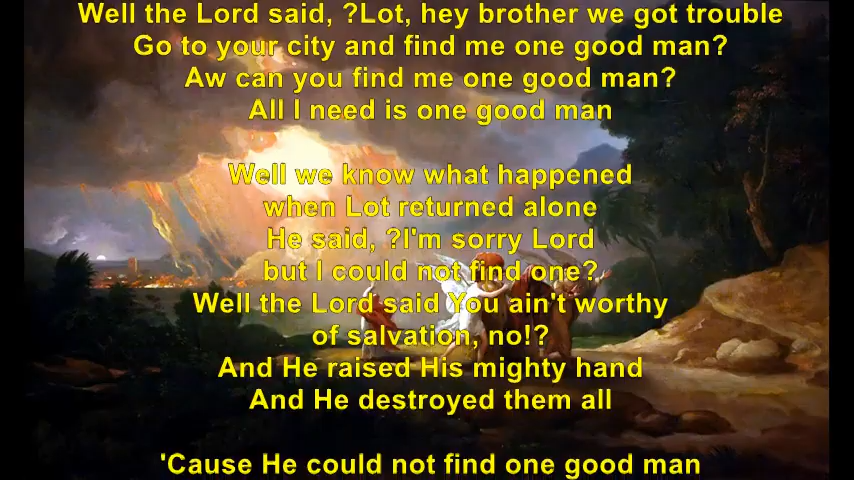 Well the Lord said, ?Lot, hey brother we got trouble
Go to your city and find me one good man?
Aw can you find me one good man?
All I need is one good man
Well we know what happened
when Lot returned alone
He said, ?I'm sorry Lord
but I could not find one?
Well the Lord said You ain't worthy
of salvation, no!?
And He raised His mighty hand
And He destroyed them all
'Cause He could not find one good man